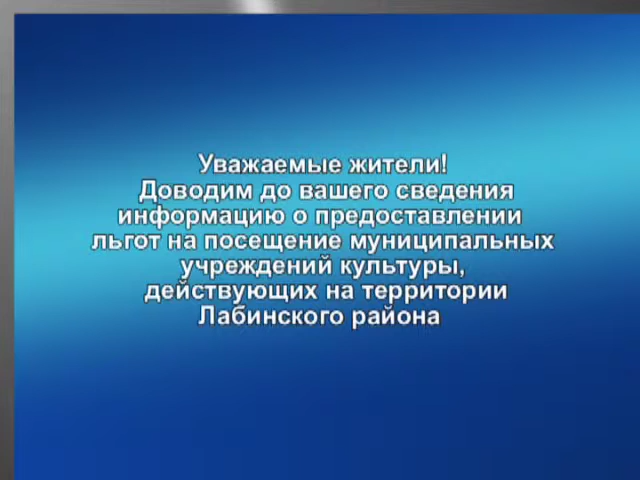 Уважаемые жители!
Доводим до вашего сведения
информацию о предоставлении
льгот на посещение муниципальных
учреждений культуры,
действующих на территории
Лабинского района